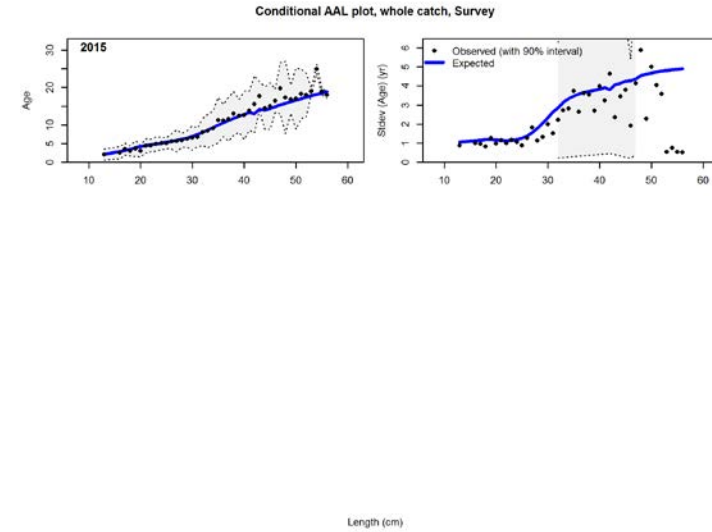 Conditional AAL plot, whole catch, Survey
2015
Age
0 5 10 20 30
10 20 30 40 50 60
Observed (with 90% interval)
Expected
Stdev (Age) (yr)
0 1 2 3 4 5 6
10 20 30 40 50 60
Length (cm)